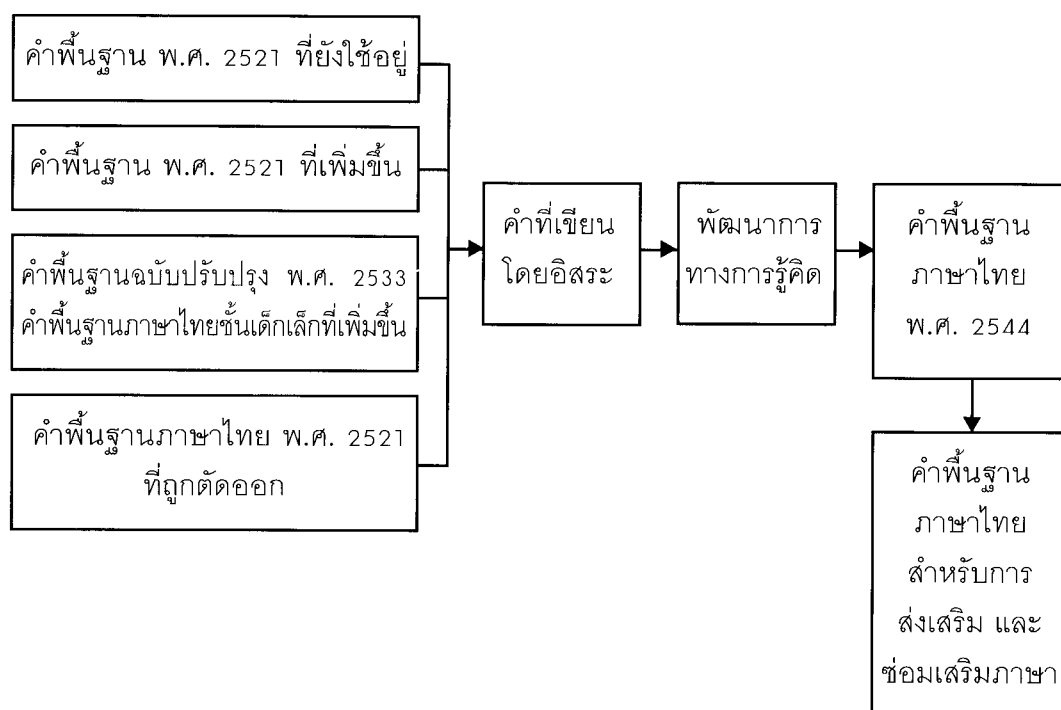 คำพื้นฐาน พ.ศ. 2521 ที่ยังใช้อยู่
คำพื้นฐาน พ.ศ. 2521 ที่เพิ่มขึ้น
คำพื้นฐานฉบับปรับปรุง พ.ศ. 2533
คำพื้นฐานภาษาไทยชั้นเด็กเล็กที่เพิ่มขึ้น
คำพื้นฐานภาษาไทย พ.ศ. 2521
ที่ถูกตัดออก
คำที่เขียน
โดยอิสระ
พัฒนาการ
ทางการรู้คิด
คำพื้นฐาน
ภาษาไทย
พ.ศ. 2544
คำพื้นฐาน
ภาษาไทย
สำหรับการ
ส่งเสริม และ
ซ่อมเสริมภาษา